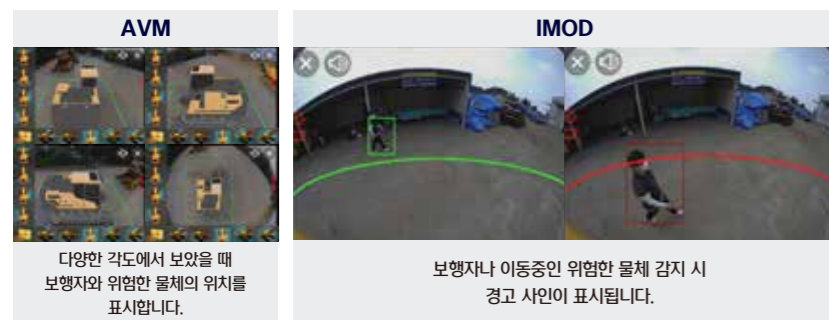 AVM
IMOD
다양한 각도에서 보았을 때
보행자와 위험한 물체의 위치를
표시합니다.
보행자나 이동중인 위험한 물체 감지 시
경고 사인이 표시됩니다.